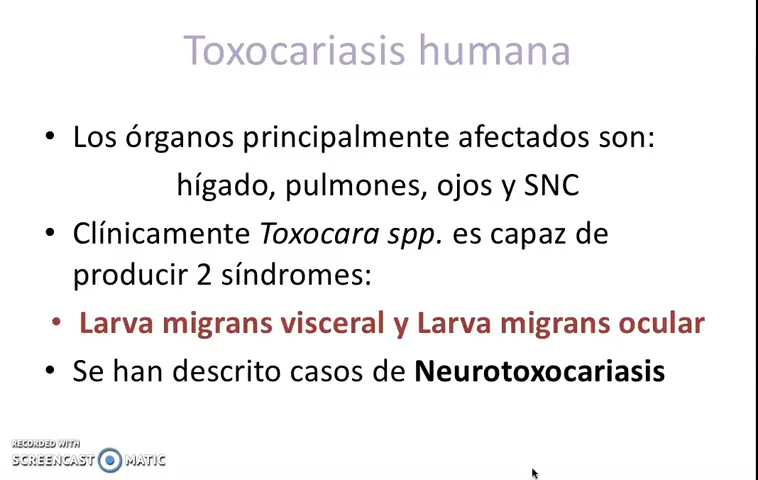 Toxocariasis humana
• Los órganos principalmente afectados son:
hígado, pulmones, ojos y SNC
• Clínicamente Toxocara spp. es capaz de
producir 2 síndromes:
• Larva migrans visceral y Larva migrans ocular
• Se han descrito casos de Neurotoxocariasis
RECORDED WITH
SCREENCAST MATIC